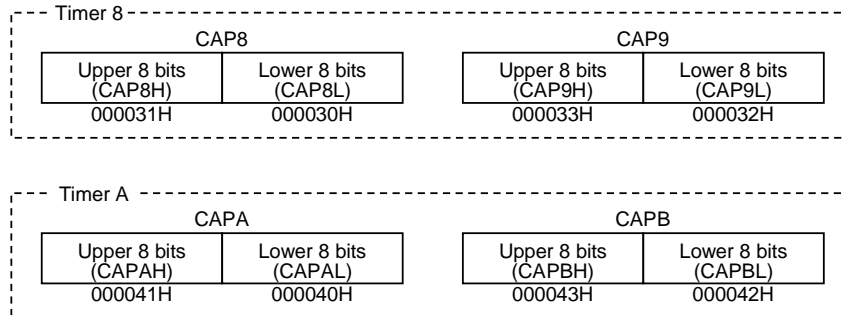 Timer 8
CAP8 CAP9
Upper 8 bits Lower 8 bits Upper 8 bits Lower 8 bits
(CAP8H) (CAP8L) (CAP9H) (CAP9L)
000031H 000030H 000033H 000032H
Timer A
CAPA CAPB
Upper 8 bits Lower 8 bits Upper 8 bits Lower 8 bits
(CAPAH) (CAPAL) (CAPBH) (CAPBL)
000041H 000040H 000043H 000042H